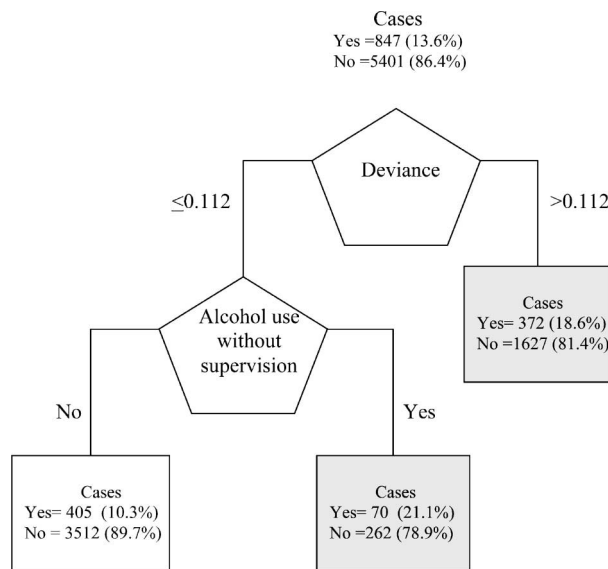 Cases
Yes =847 (13.6%)
No =5401 (86.4%)
Deviance
≤0.112
>0.112
Cases
Yes= 372 (18.6%)
No =1627 (81.4%)
Alcohol use
without
supervision
No
Yes
Cases
Yes= 405 (10.3%)
No = 3512 (89.7%)
Cases
Yes= 70 (21.1%)
No =262 (78.9%)